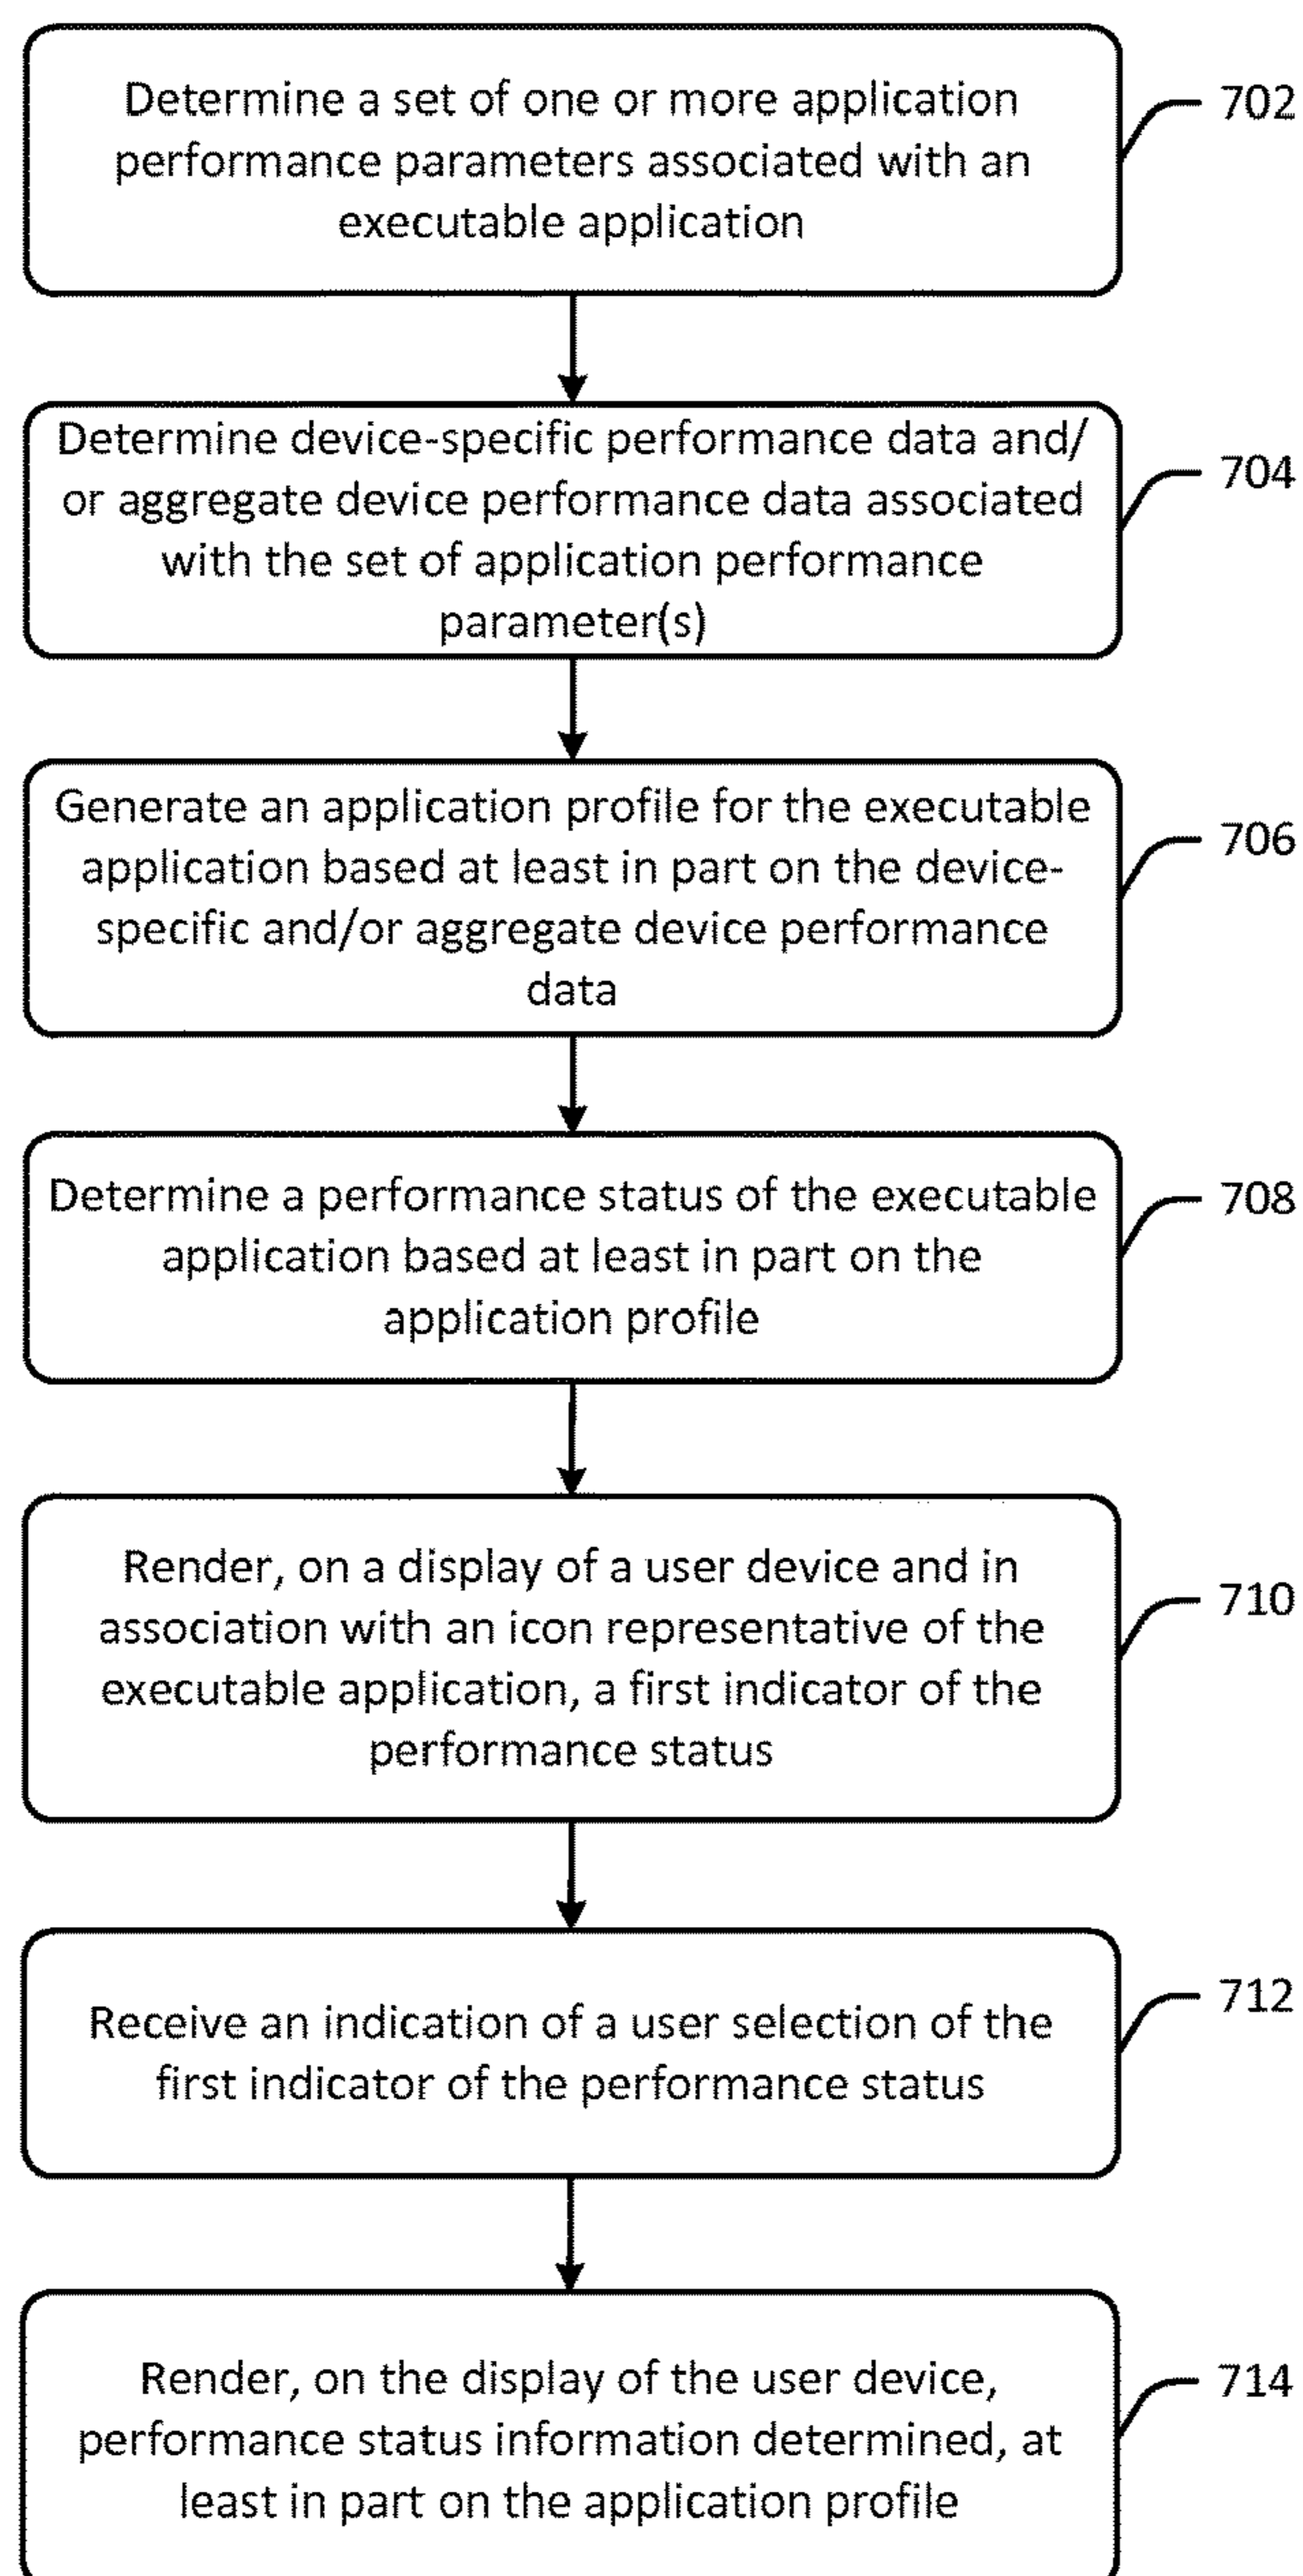 Determine a set of one or more application
performance parameters associated with an
executable application
702
Determine device-specific performance data and/
or aggregate device performance data associated
with the set of application performance
parameter(s)
704
Generate an application profile for the executable
application based at least in part on the device-
specific and/or aggregate device performance
data
706
Determine a performance status of the executable
application based at least in part on the
application profile
708
Render, on a display of a user device and in
association with an icon representative of the
executable application, a first indicator of the
performance status
710
Receive an indication of a user selection of the
first indicator of the performance status
712
Render, on the display of the user device,
performance status information determined, at
least in part on the application profile
714